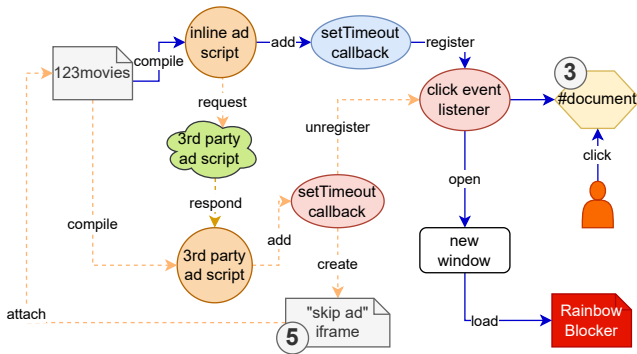 inline ad
script
setTimeout
callback
compile
add
register
123movies
click event
listener
3
#document
request
unregister
click
3rd party
ad script
setTimeout
callback
open
respond
compile
add
new
window
3rd party
ad script
create
attach
"skip ad"
iframe
5
load
Rainbow
Blocker